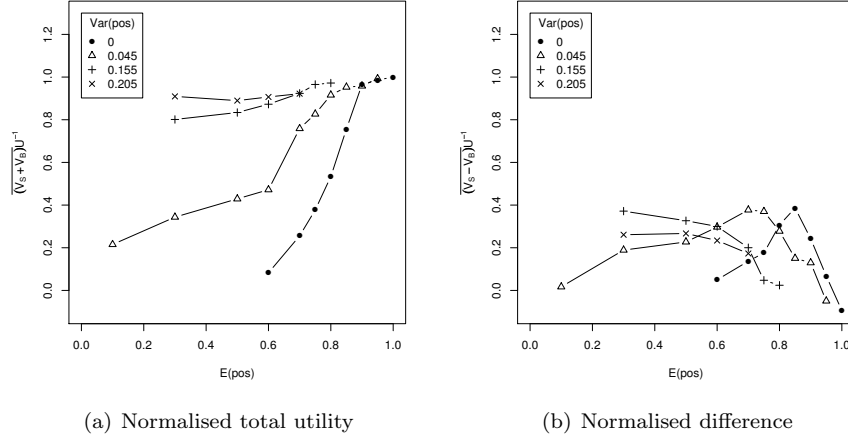 Var(pos)
0
0.045
0.155
0.205
1.2
1.0
0.8
0.6
0.4
0.2
0.0
(V_S + V_B)U⁻¹
0.0 0.2 0.4 0.6 0.8 1.0
E(pos)
(a) Normalised total utility
Var(pos)
0
0.045
0.155
0.205
1.2
1.0
0.8
0.6
0.4
0.2
0.0
(V_S − V_B)U⁻¹
0.0 0.2 0.4 0.6 0.8 1.0
E(pos)
(b) Normalised difference